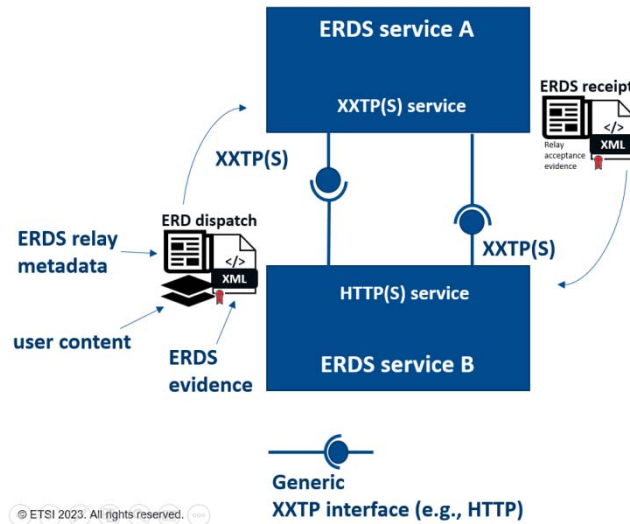 ERDS service A
ERDS receipt
XXTP(S) service
</>
XML
Relay
acceptance
evidence
XXTP(S)
ERD dispatch
XXTP(S)
ERDS relay
metadata
</>
XML
HTTP(S) service
user content
ERDS
evidence
ERDS service B
Generic
XXTP interface (e.g., HTTP)
© ETSI 2023. All rights reserved.